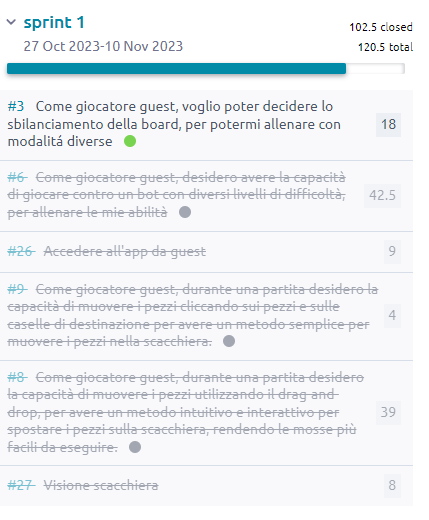 sprint 1
102.5 closed
27 Oct 2023-10 Nov 2023
120.5 total
#3 Come giocatore guest, voglio poter decidere lo
sbilanciamento della board, per potermi allenare con
modalitá diverse
18
#6 Come giocatore guest, desidero avere la capacità
di giocare contro un bot con diversi livelli di difficoltà,
per allenare le mie abilità
42.5
#26 Accedere all'app da guest
9
#9 Come giocatore guest, durante una partita desidero la
capacità di muovere i pezzi cliccando sui pezzi e sulle
caselle di destinazione per avere un metodo semplice per
muovere i pezzi nella scacchiera.
4
#8 Come giocatore guest, durante una partita desidero
la capacità di muovere i pezzi utilizzando il drag and
drop, per avere un metodo intuitivo e interattivo per
spostare i pezzi sulla scacchiera, rendendo le mosse più
facili da eseguire.
39
#27 Visione scacchiera
8